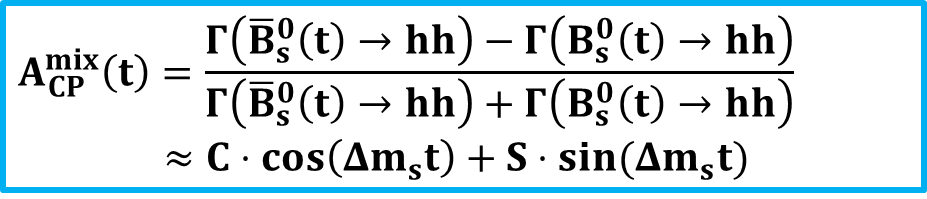 A_CP^mix(t) = (Γ(B̅_s^0(t) → hh) − Γ(B_s^0(t) → hh)) / (Γ(B̅_s^0(t) → hh) + Γ(B_s^0(t) → hh))
≈ C · cos(Δm_s t) + S · sin(Δm_s t)